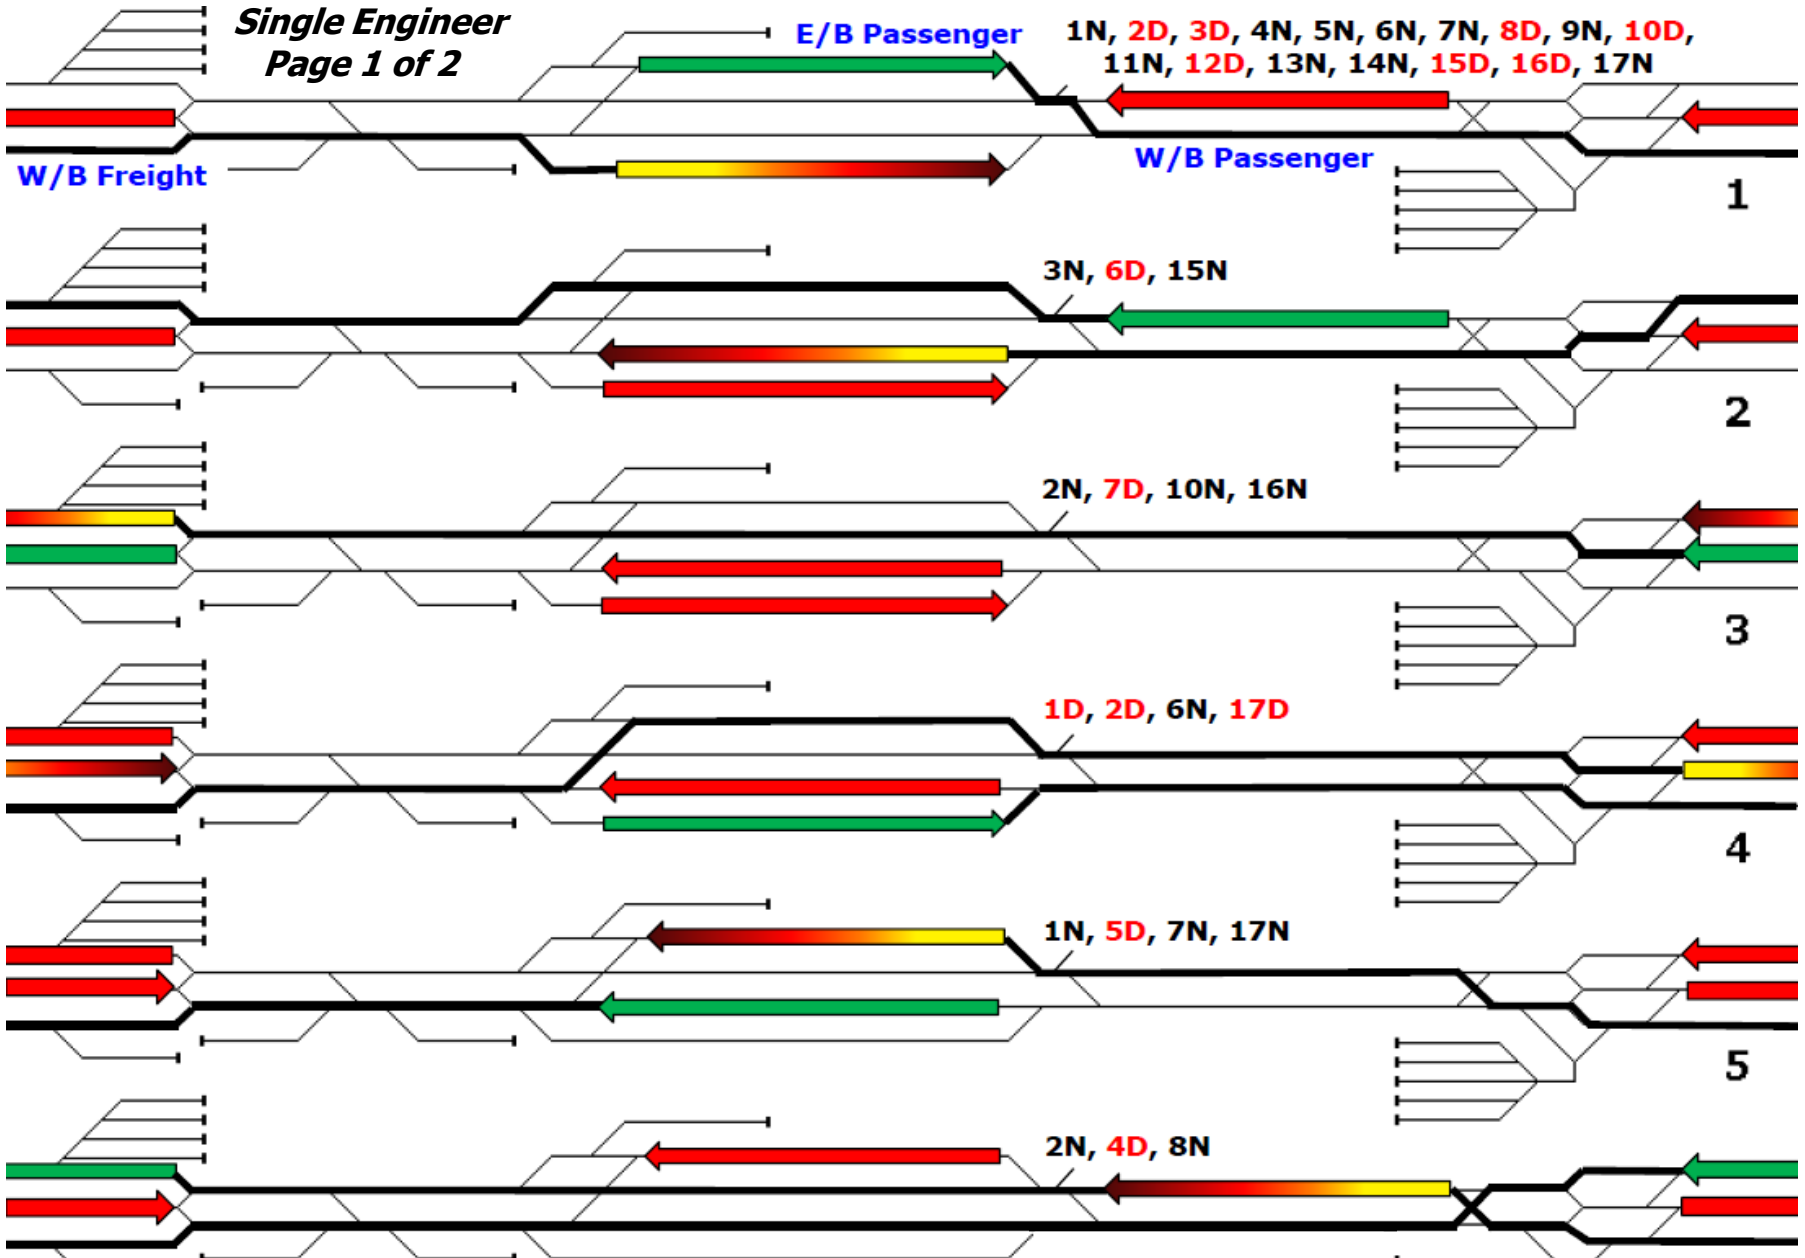 Single Engineer
Page 1 of 2
E/B Passenger
1N, 2D, 3D, 4N, 5N, 6N, 7N, 8D, 9N, 10D,
11N, 12D, 13N, 14N, 15D, 16D, 17N
W/B Freight
W/B Passenger
1
3N, 6D, 15N
2
2N, 7D, 10N, 16N
3
1D, 2D, 6N, 17D
4
1N, 5D, 7N, 17N
5
2N, 4D, 8N